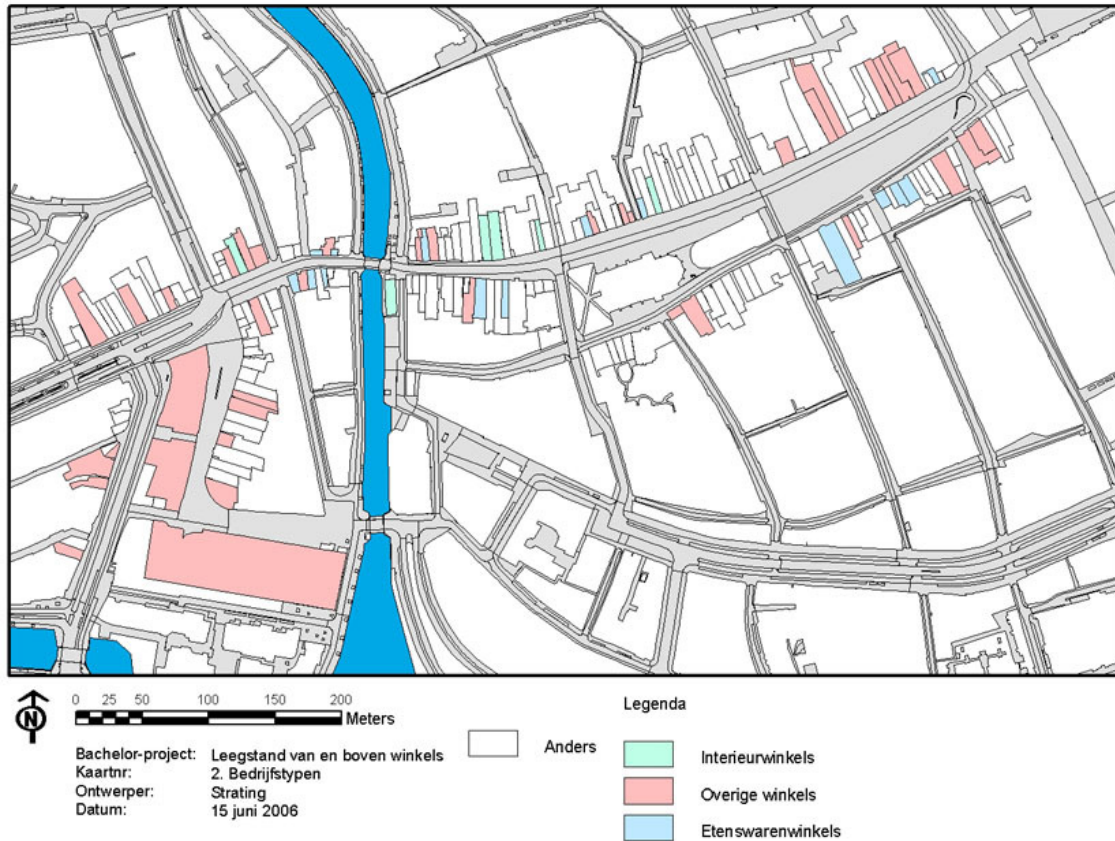 N
0 25 50 100 150 200
Meters
Bachelor-project: Leegstand van en boven winkels
Kaartnr: 2. Bedrijfstypen
Ontwerper: Strating
Datum: 15 juni 2006
Anders
Legenda
Interieurwinkels
Overige winkels
Etenswarenwinkels